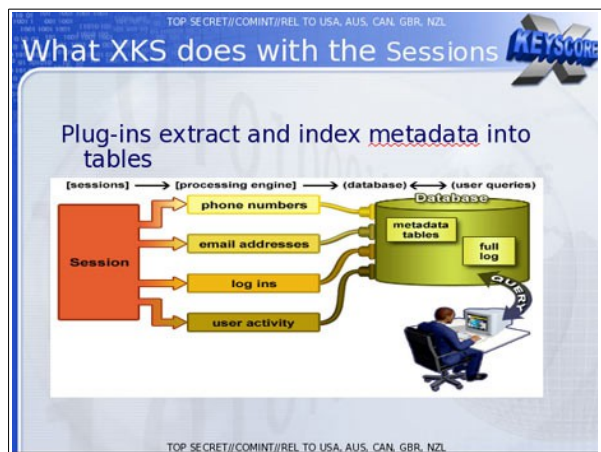 TOP SECRET//COMINT//REL TO USA, AUS, CAN, GBR, NZL
What XKS does with the Sessions
X
KEYSCORE
Plug-ins extract and index metadata into
tables
[sessions] → [processing engine] → (database) ↔ (user queries)
Database
phone numbers
metadata
tables
email addresses
full
log
Session
log ins
QUERY
user activity
TOP SECRET//COMINT//REL TO USA, AUS, CAN, GBR, NZL